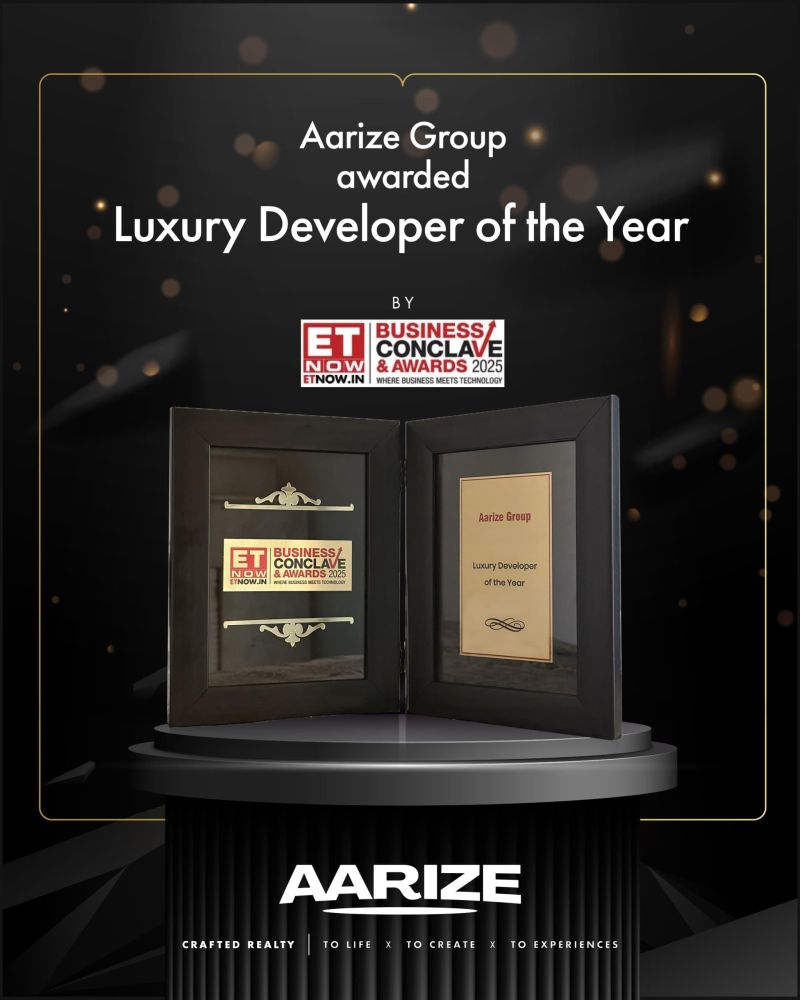 Aarize Group
awarded
Luxury Developer of the Year
BY
ET
NOW
ETNOW.IN
BUSINESS
CONCLAVE
& AWARDS 2025
WHERE BUSINESS MEETS TECHNOLOGY
ET
NOW
ETNOW.IN
BUSINESS
CONCLAVE
& AWARDS 2025
WHERE BUSINESS MEETS TECHNOLOGY
Aarize Group
Luxury Developer
of the Year
AARIZE
CRAFTED REALTY | TO LIFE X TO CREATE X TO EXPERIENCES